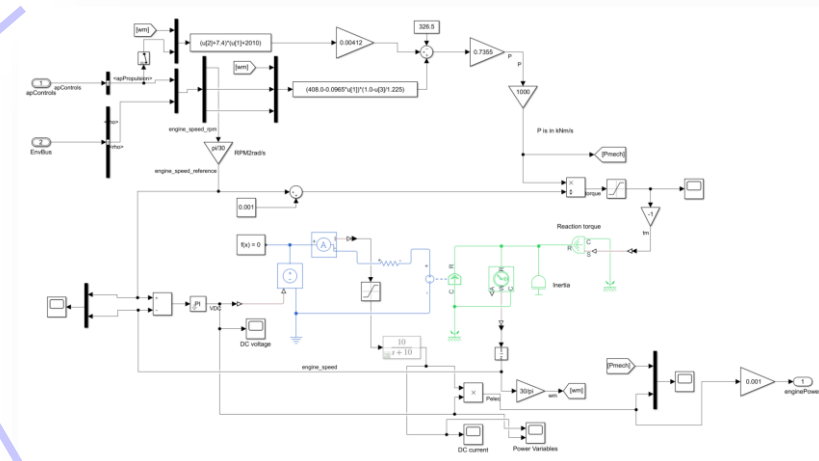 [wm]
326.5
(u[2]+7.4)*(u[1]+2010)
0.00412
0.7355
P
P
[wm]
1
<apPropulsion>
apControls
apControls
(408.0-0.0965*u[1])*(1.0-u[3]/1.225)
1000
engine_speed_rpm
P is in kNm/s
2
EnvBus
pi/30
RPM2rad/s
[Pmech]
engine_speed_reference
×
÷
torque
0.001
-1
Reaction torque
tm
f(x) = 0
A
R
C
S
R
C
R
C
Inertia
+
-
PI
VDC
DC voltage
10
s+10
engine_speed
[Pmech]
×
Pelec
30/pi
wm
[wm]
0.001
1
enginePower
DC current
Power Variables